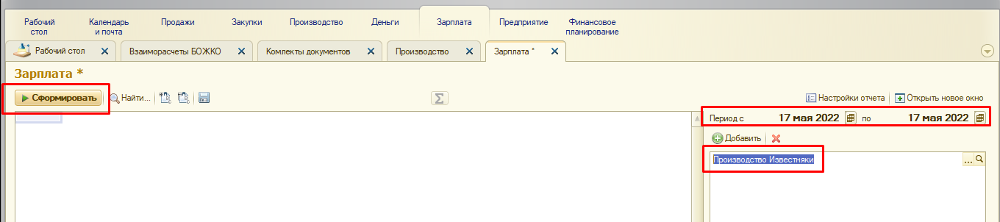 Рабочий стол
Календарь и почта
Продажи
Закупки
Производство
Деньги
Зарплата
Предприятие
Финансовое планирование
Рабочий стол
Взаиморасчеты БОЖКО
Комлекты документов
Производство
Зарплата *
Зарплата *
Сформировать
Найти...
Σ
Настройки отчета
Открыть новое окно
Период с 17 мая 2022 по 17 мая 2022
Добавить
Производство Известняки
...